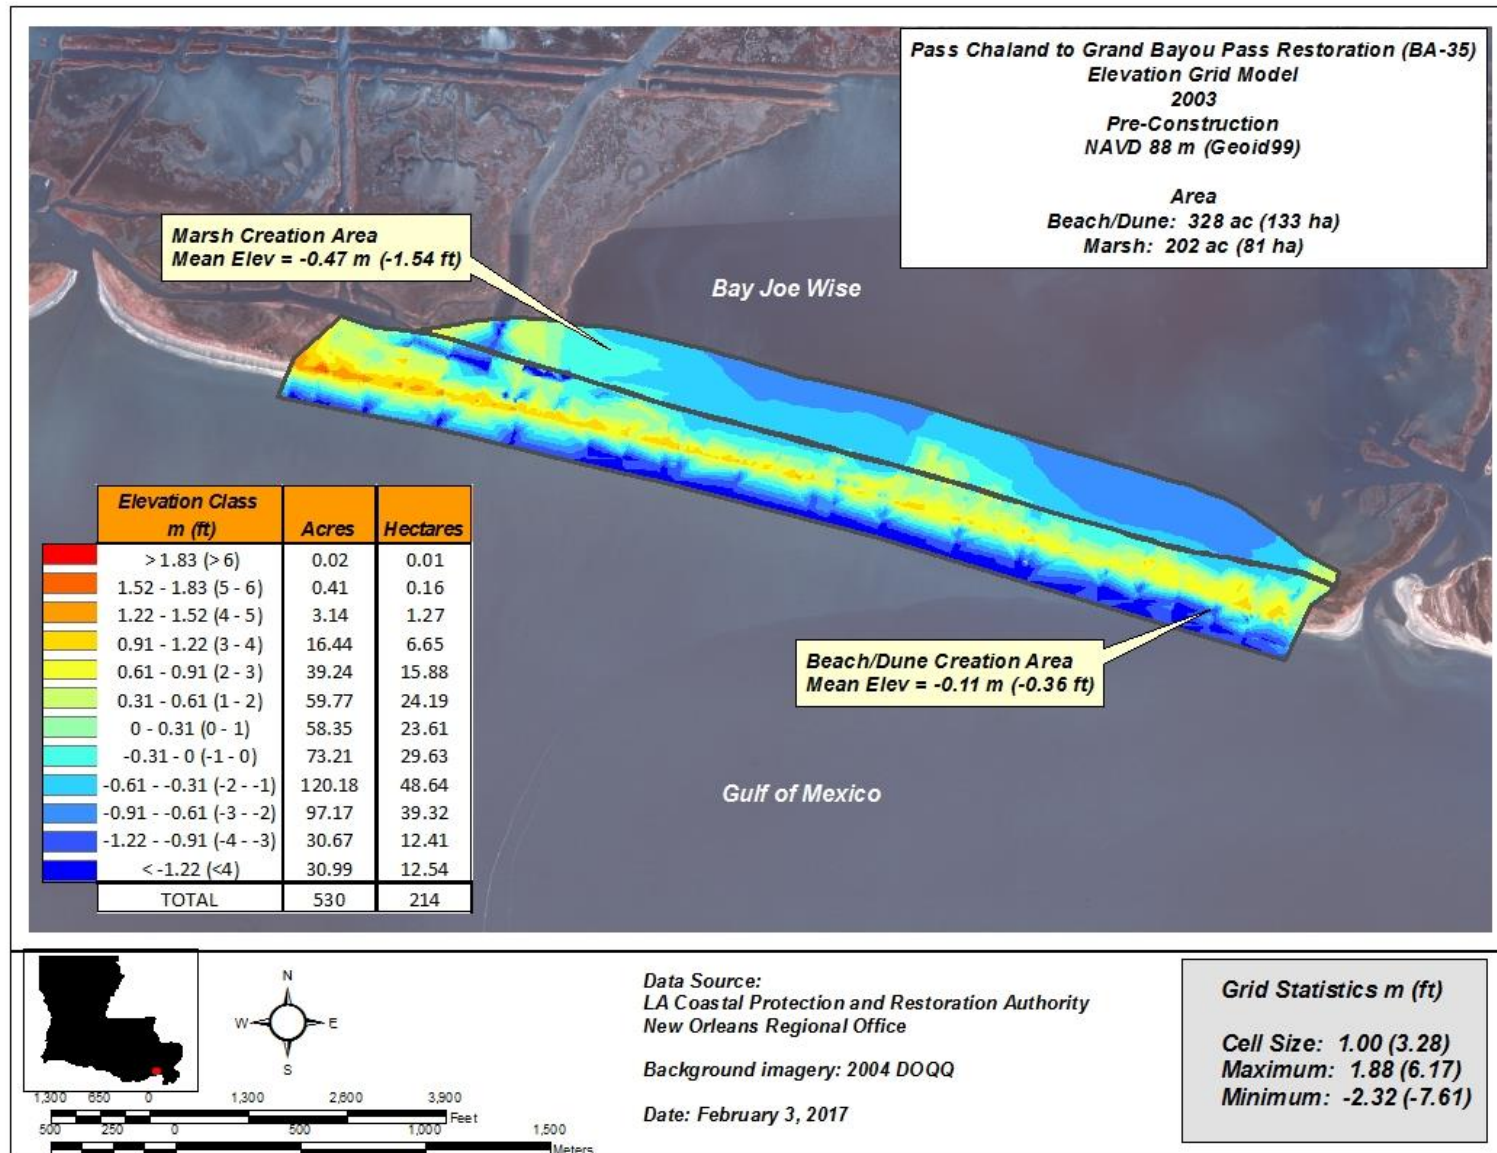 Pass Chaland to Grand Bayou Pass Restoration (BA-35)
Elevation Grid Model
2003
Pre-Construction
NAVD 88 m (Geoid99)
Area
Beach/Dune: 328 ac (133 ha)
Marsh: 202 ac (81 ha)
Marsh Creation Area
Mean Elev = -0.47 m (-1.54 ft)
Bay Joe Wise
Elevation Class m (ft) Acres Hectares
> 1.83 (> 6) 0.02 0.01
1.52 - 1.83 (5 - 6) 0.41 0.16
1.22 - 1.52 (4 - 5) 3.14 1.27
0.91 - 1.22 (3 - 4) 16.44 6.65
0.61 - 0.91 (2 - 3) 39.24 15.88
0.31 - 0.61 (1 - 2) 59.77 24.19
0 - 0.31 (0 - 1) 58.35 23.61
-0.31 - 0 (-1 - 0) 73.21 29.63
-0.61 - -0.31 (-2 - -1) 120.18 48.64
-0.91 - -0.61 (-3 - -2) 97.17 39.32
-1.22 - -0.91 (-4 - -3) 30.67 12.41
< -1.22 (<4) 30.99 12.54
TOTAL 530 214
Beach/Dune Creation Area
Mean Elev = -0.11 m (-0.36 ft)
Gulf of Mexico
N
W E
S
1,300 650 0 1,300 2,600 3,900
Feet
500 250 0 500 1,000 1,500
Meters
Data Source:
LA Coastal Protection and Restoration Authority
New Orleans Regional Office
Background imagery: 2004 DOQQ
Date: February 3, 2017
Grid Statistics m (ft)
Cell Size: 1.00 (3.28)
Maximum: 1.88 (6.17)
Minimum: -2.32 (-7.61)